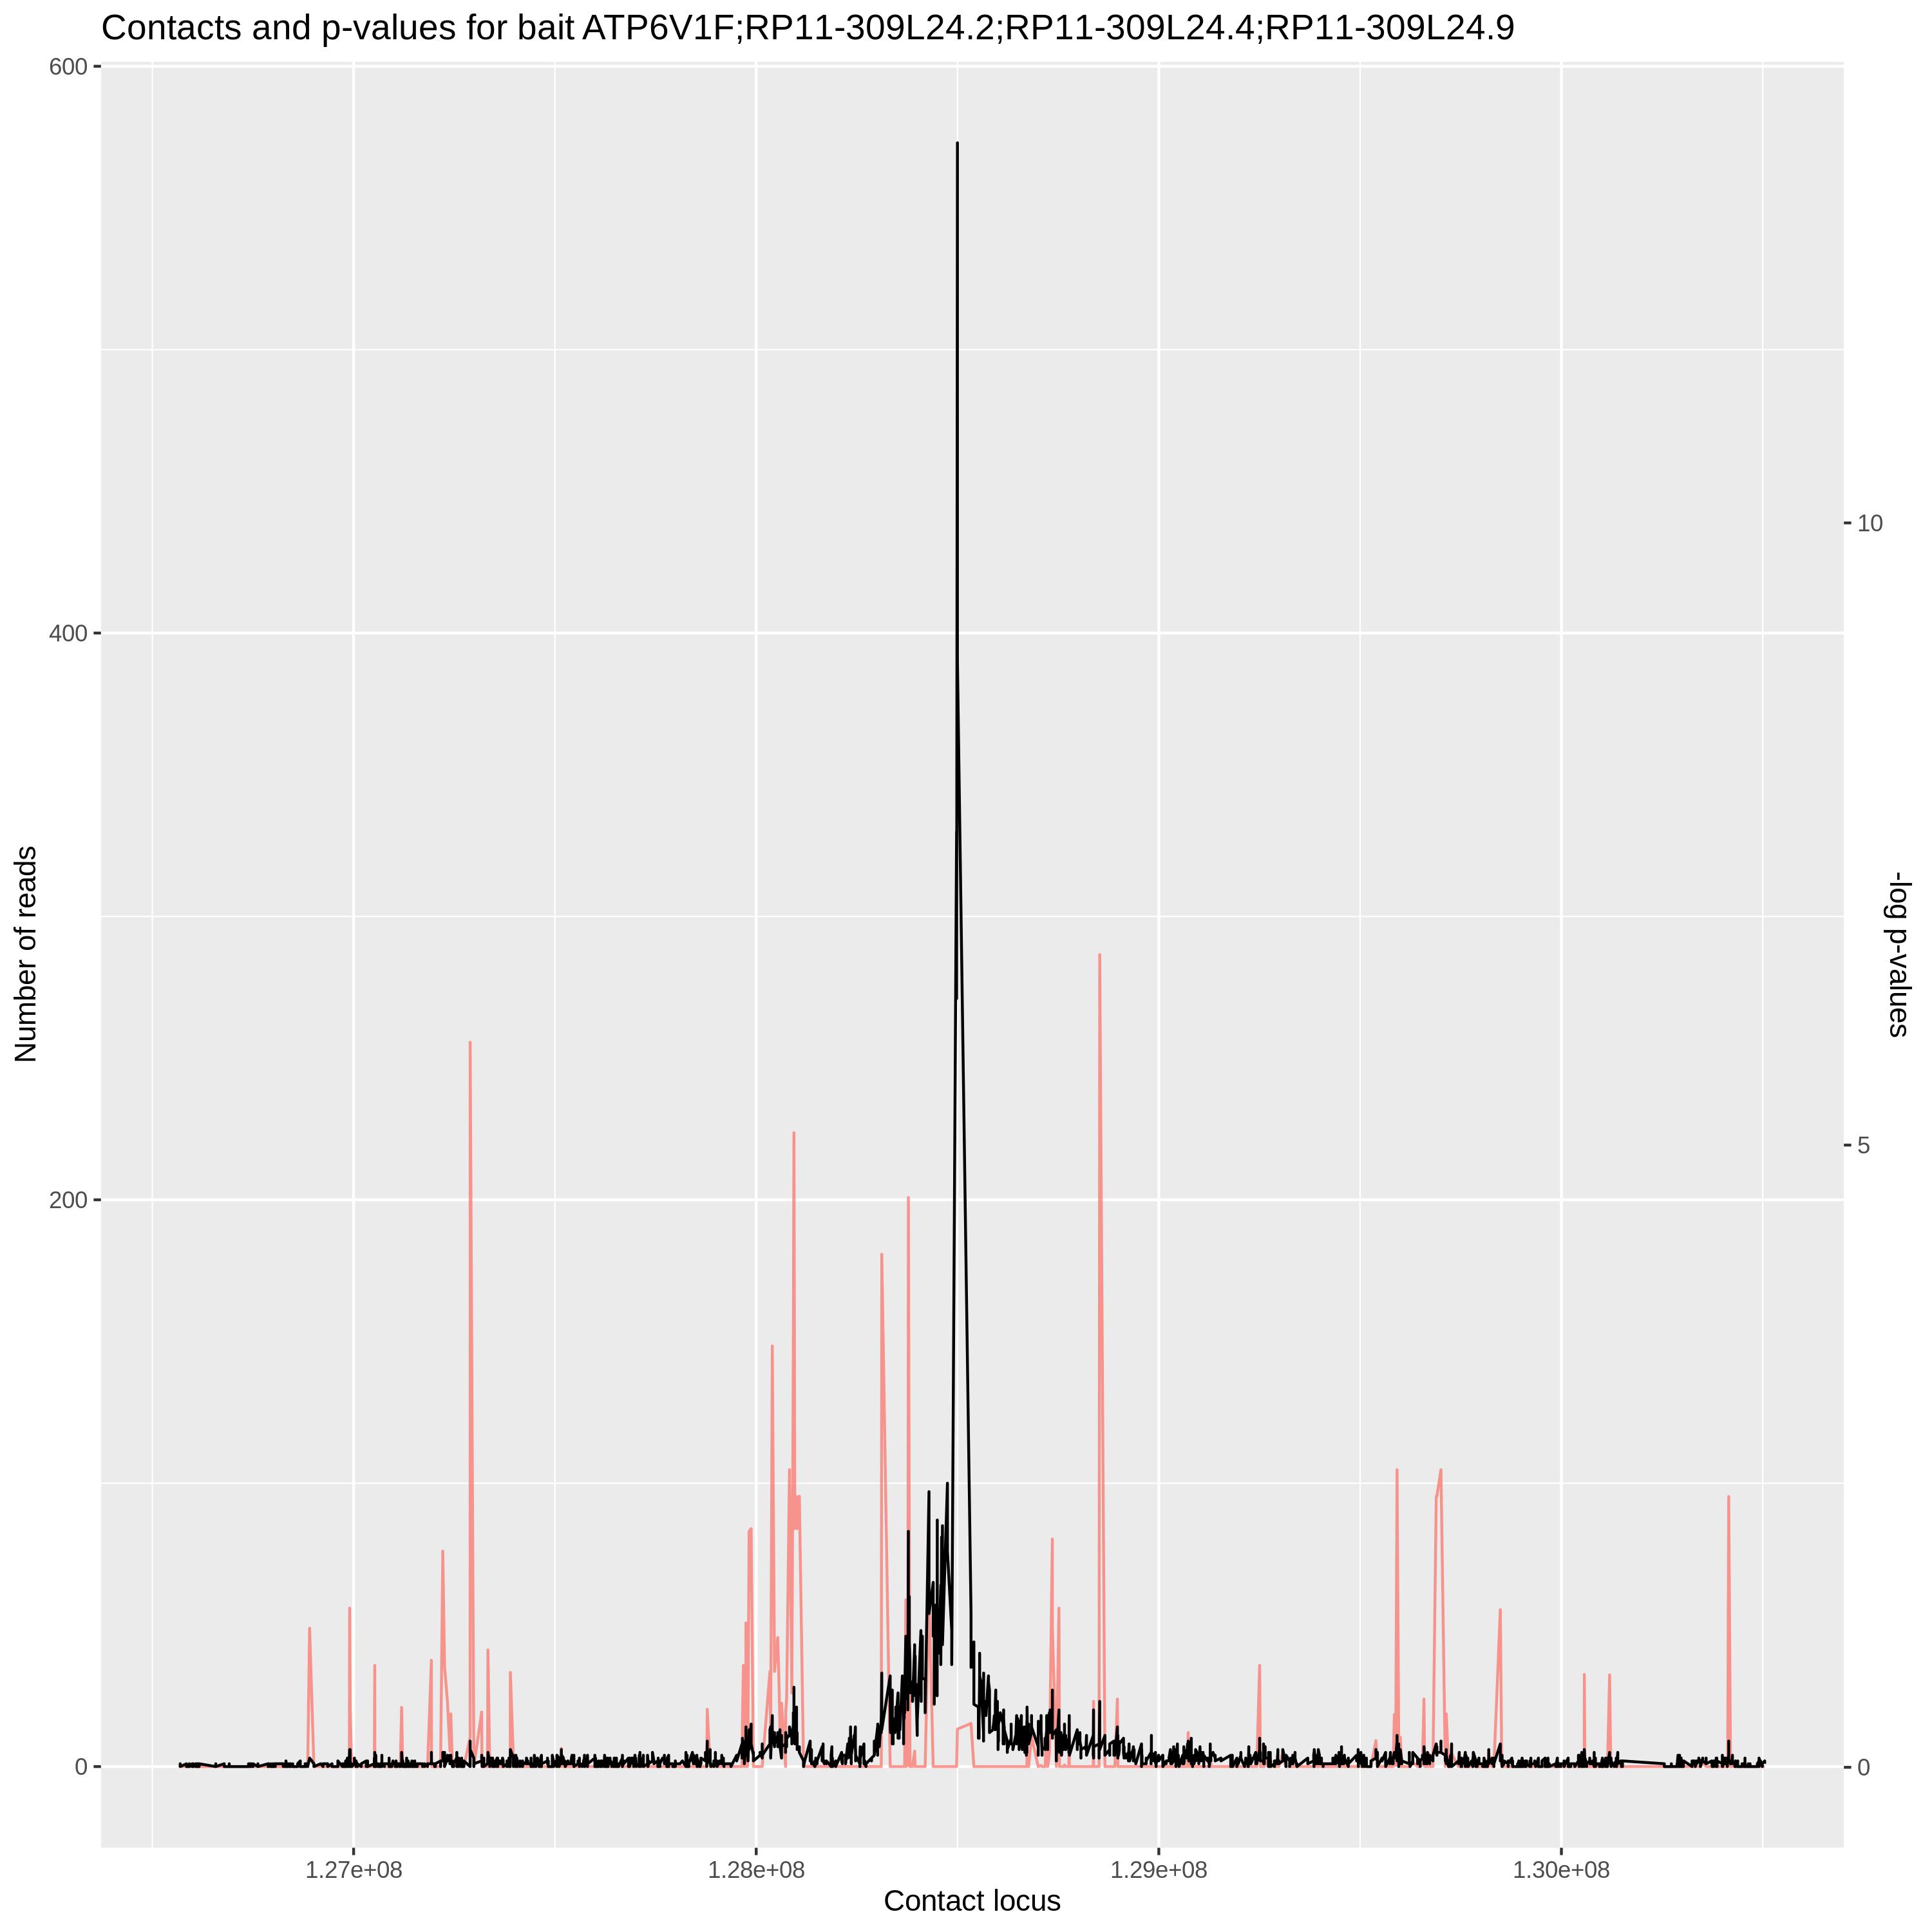 Contacts and p-values for bait ATP6V1F;RP11-309L24.2;RP11-309L24.4;RP11-309L24.9
600
400
200
0
Number of reads
10
5
0
-log p-values
1.27e+08
1.28e+08
1.29e+08
1.30e+08
Contact locus